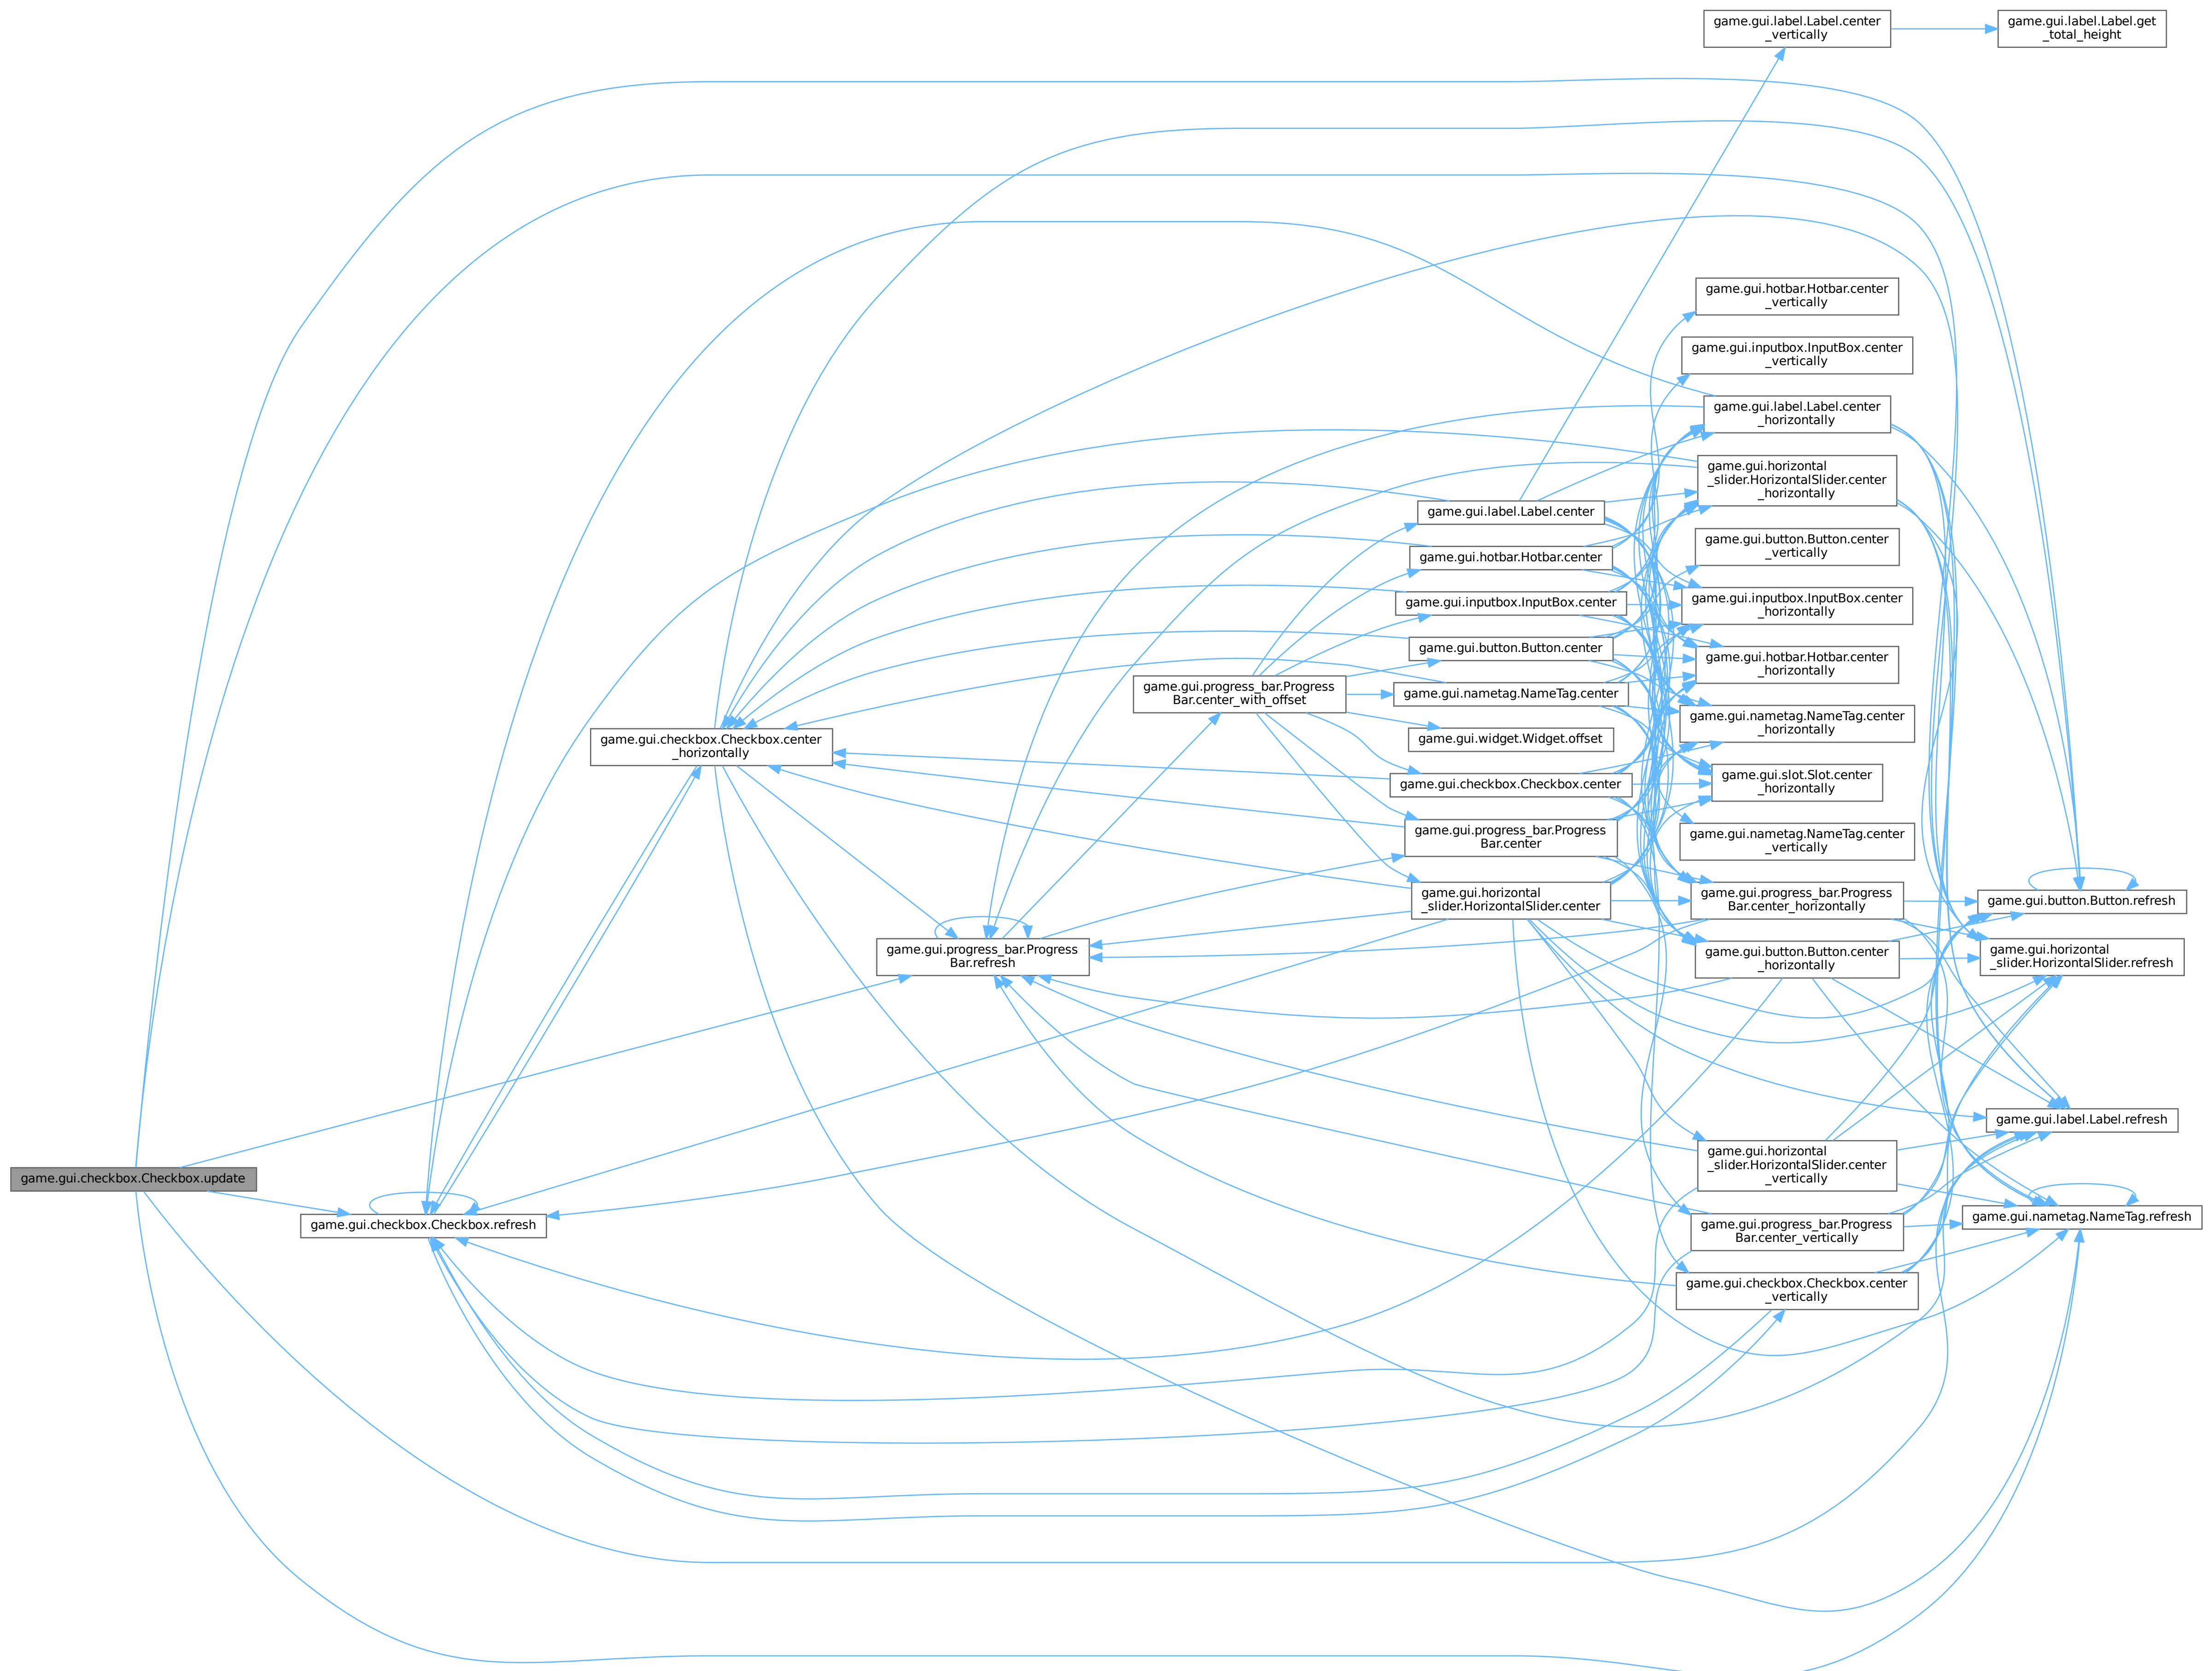 game.gui.label.Label.center
_vertically
game.gui.label.Label.get
_total_height
game.gui.hotbar.Hotbar.center
_vertically
game.gui.inputbox.InputBox.center
_vertically
game.gui.label.Label.center
_horizontally
game.gui.horizontal
_slider.HorizontalSlider.center
_horizontally
game.gui.label.Label.center
game.gui.button.Button.center
_vertically
game.gui.hotbar.Hotbar.center
game.gui.inputbox.InputBox.center
game.gui.inputbox.InputBox.center
_horizontally
game.gui.button.Button.center
game.gui.hotbar.Hotbar.center
_horizontally
game.gui.progress_bar.Progress
Bar.center_with_offset
game.gui.nametag.NameTag.center
game.gui.nametag.NameTag.center
_horizontally
game.gui.checkbox.Checkbox.center
_horizontally
game.gui.widget.Widget.offset
game.gui.checkbox.Checkbox.center
game.gui.slot.Slot.center
_horizontally
game.gui.progress_bar.Progress
Bar.center
game.gui.nametag.NameTag.center
_vertically
game.gui.horizontal
_slider.HorizontalSlider.center
game.gui.progress_bar.Progress
Bar.center_horizontally
game.gui.button.Button.refresh
game.gui.progress_bar.Progress
Bar.refresh
game.gui.button.Button.center
_horizontally
game.gui.horizontal
_slider.HorizontalSlider.refresh
game.gui.label.Label.refresh
game.gui.horizontal
_slider.HorizontalSlider.center
_vertically
game.gui.checkbox.Checkbox.update
game.gui.checkbox.Checkbox.refresh
game.gui.progress_bar.Progress
Bar.center_vertically
game.gui.nametag.NameTag.refresh
game.gui.checkbox.Checkbox.center
_vertically